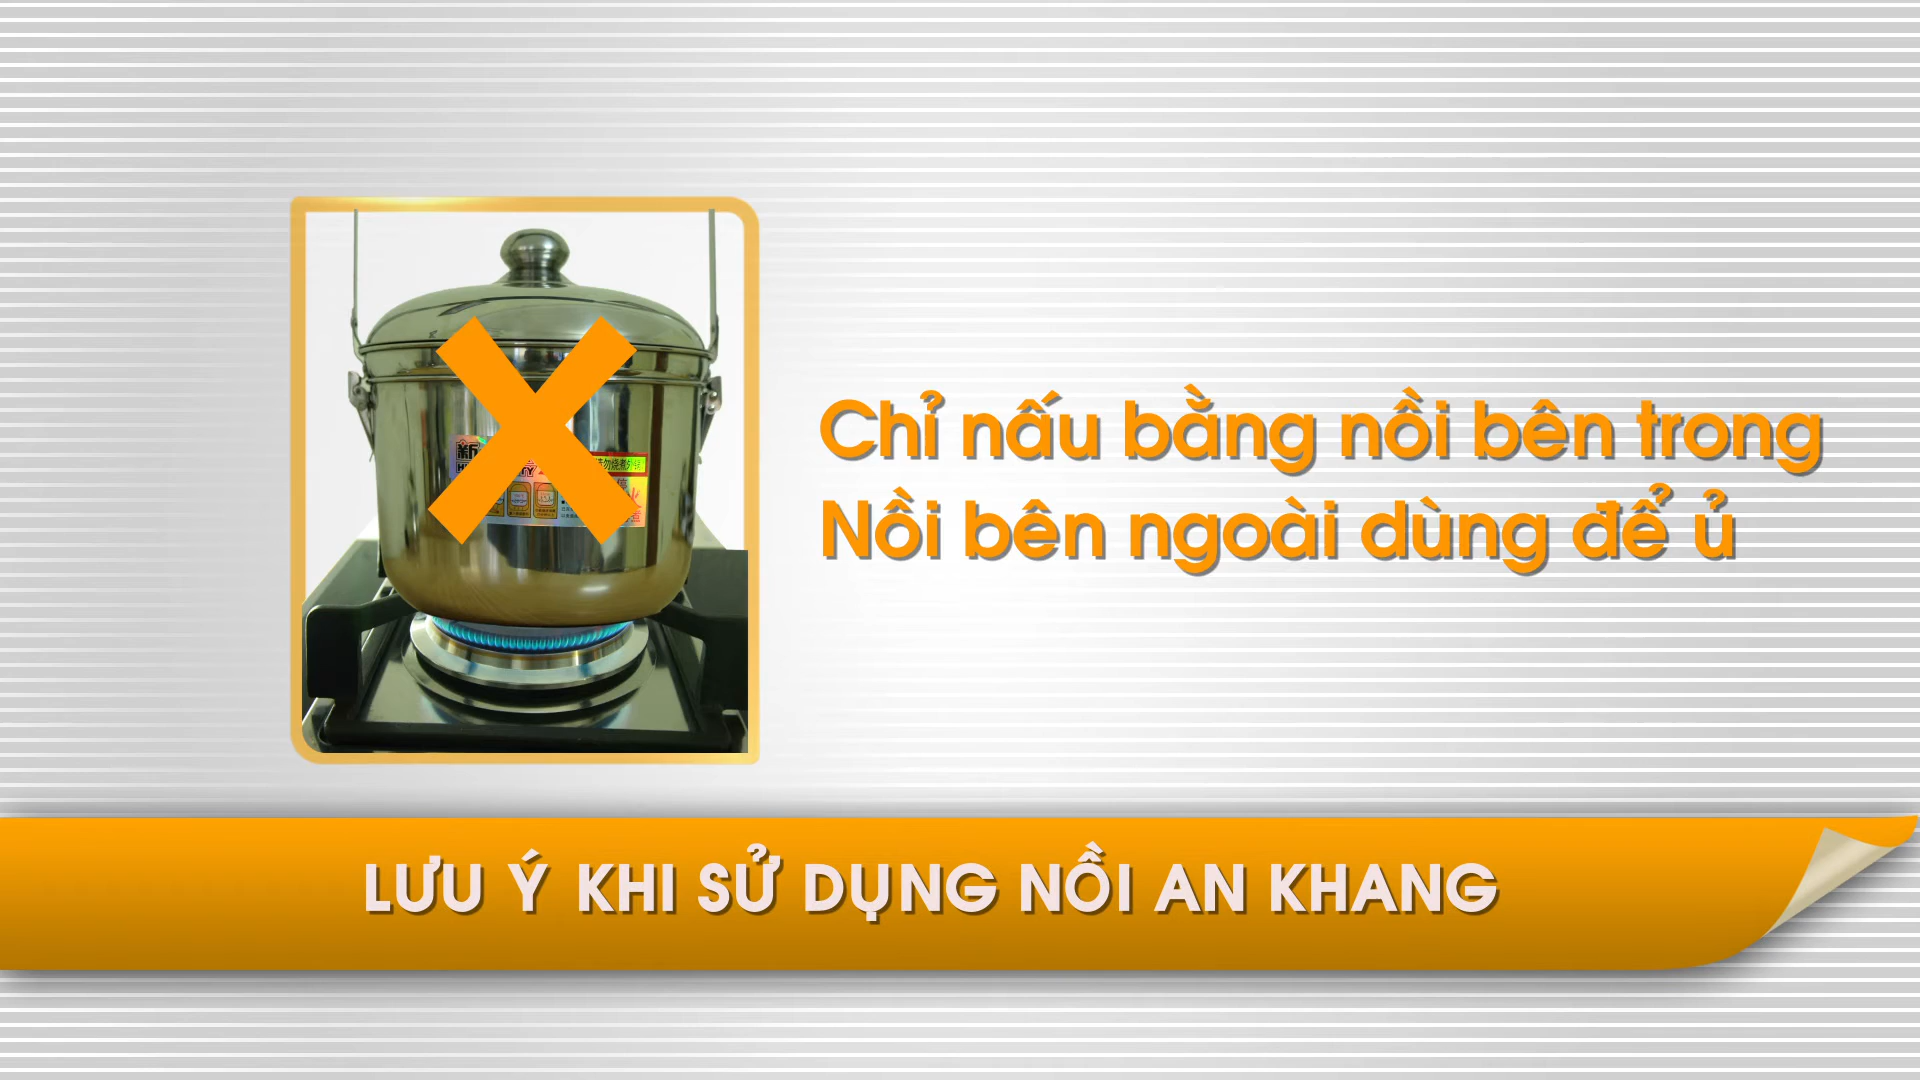 Chỉ nấu bằng nồi bên trong
Nồi bên ngoài dùng để ủ
LƯU Ý KHI SỬ DỤNG NỒI AN KHANG